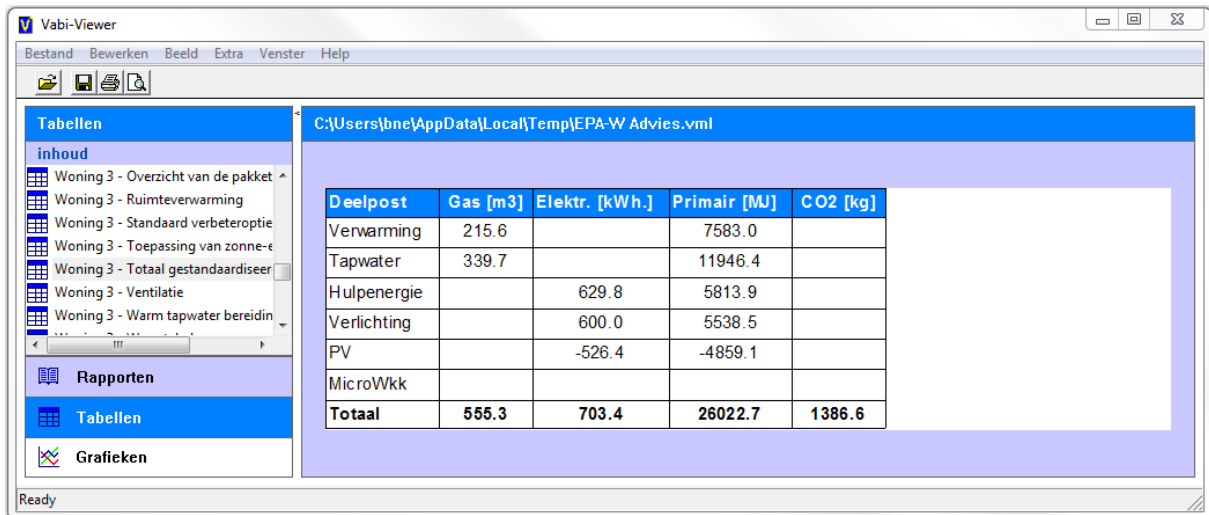 Vabi-Viewer
Bestand Bewerken Beeld Extra Venster Help
Tabellen
inhoud
Woning 3 - Overzicht van de pakket
Woning 3 - Ruimteverwarming
Woning 3 - Standaard verbeteroptie
Woning 3 - Toepassing van zonne-e
Woning 3 - Totaal gestandaardiseer
Woning 3 - Ventilatie
Woning 3 - Warm tapwater bereidin
Rapporten
Tabellen
Grafieken
C:\Users\bne\AppData\Local\Temp\EPA-W Advies.vml
Deelpost Gas [m3] Elektr. [kWh.] Primair [MJ] CO2 [kg]
Verwarming 215.6 7583.0
Tapwater 339.7 11946.4
Hulpenergie 629.8 5813.9
Verlichting 600.0 5538.5
PV -526.4 -4859.1
MicroWkk
Totaal 555.3 703.4 26022.7 1386.6
Ready